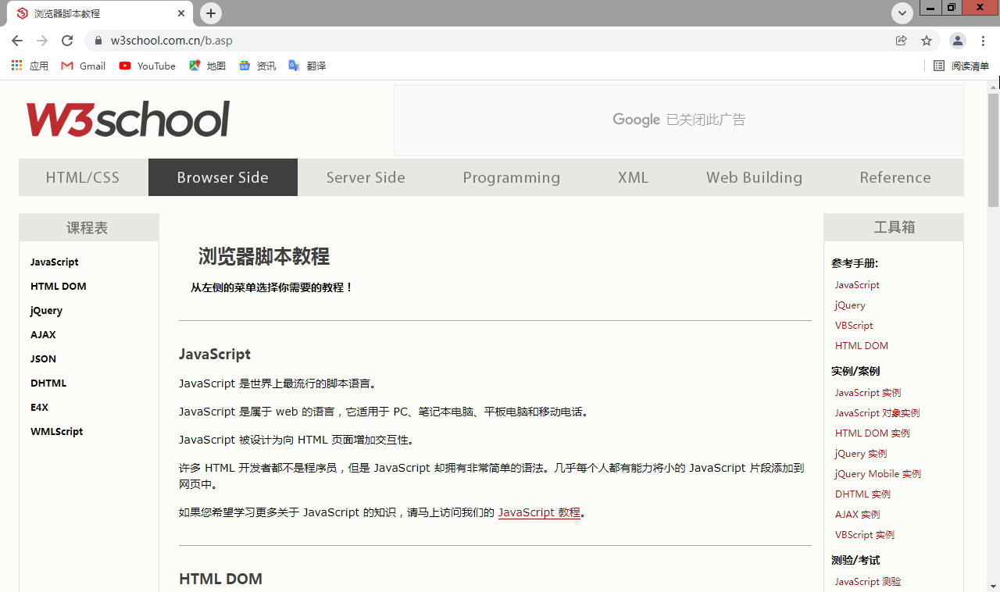 浏览器脚本教程
w3school.com.cn/b.asp
应用 Gmail YouTube 地图 资讯 翻译 阅读清单
W3school
Google 已关闭此广告
HTML/CSS Browser Side Server Side Programming XML Web Building Reference
课程表
JavaScript
HTML DOM
jQuery
AJAX
JSON
DHTML
E4X
WMLScript
浏览器脚本教程
从左侧的菜单选择你需要的教程！
JavaScript
JavaScript 是世界上最流行的脚本语言。
JavaScript 是属于 web 的语言，它适用于 PC、笔记本电脑、平板电脑和移动电话。
JavaScript 被设计为向 HTML 页面增加交互性。
许多 HTML 开发者都不是程序员，但是 JavaScript 却拥有非常简单的语法。几乎每个人都有能力将小的 JavaScript 片段添加到
网页中。
如果您希望学习更多关于 JavaScript 的知识，请马上访问我们的 JavaScript 教程。
HTML DOM
工具箱
参考手册:
JavaScript
jQuery
VBScript
HTML DOM
实例/案例
JavaScript 实例
JavaScript 对象实例
HTML DOM 实例
jQuery 实例
jQuery Mobile 实例
DHTML 实例
AJAX 实例
VBScript 实例
测验/考试
JavaScript 测验